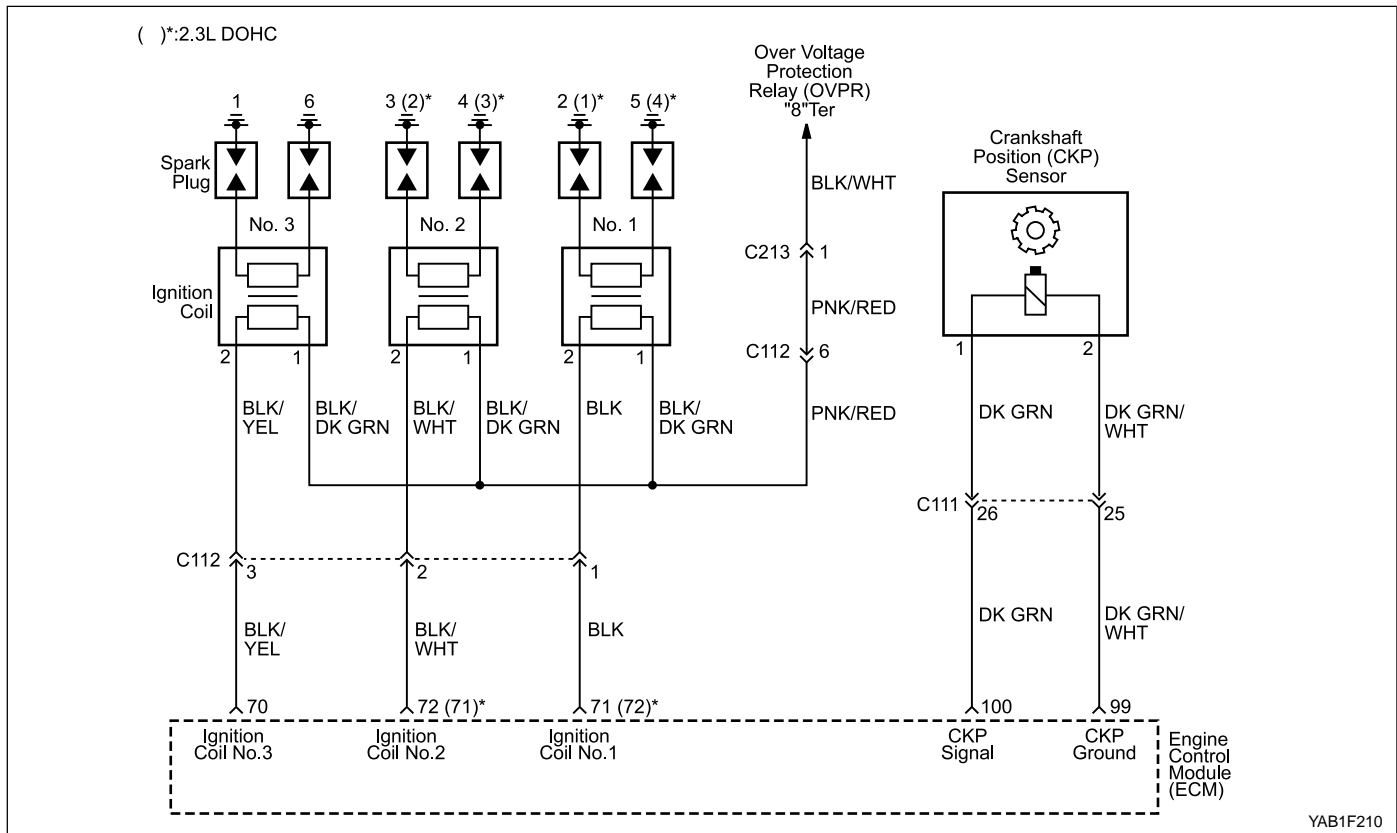 ( )*:2.3L DOHC
Over Voltage
Protection
Relay (OVPR)
"8"Ter
1
6
3 (2)*
4 (3)*
2 (1)*
5 (4)*
Crankshaft
Position (CKP)
Sensor
Spark
Plug
BLK/WHT
No. 3
No. 2
No. 1
C213
1
Ignition
Coil
PNK/RED
C112
6
2
1
2
1
2
1
1
2
BLK/
YEL
BLK/
DK GRN
BLK/
WHT
BLK/
DK GRN
BLK
BLK/
DK GRN
PNK/RED
DK GRN
DK GRN/
WHT
C111
26
25
C112
3
2
1
BLK/
YEL
BLK/
WHT
BLK
DK GRN
DK GRN/
WHT
70
72 (71)*
71 (72)*
100
99
Ignition
Coil No.3
Ignition
Coil No.2
Ignition
Coil No.1
CKP
Signal
CKP
Ground
Engine
Control
Module
(ECM)
YAB1F210